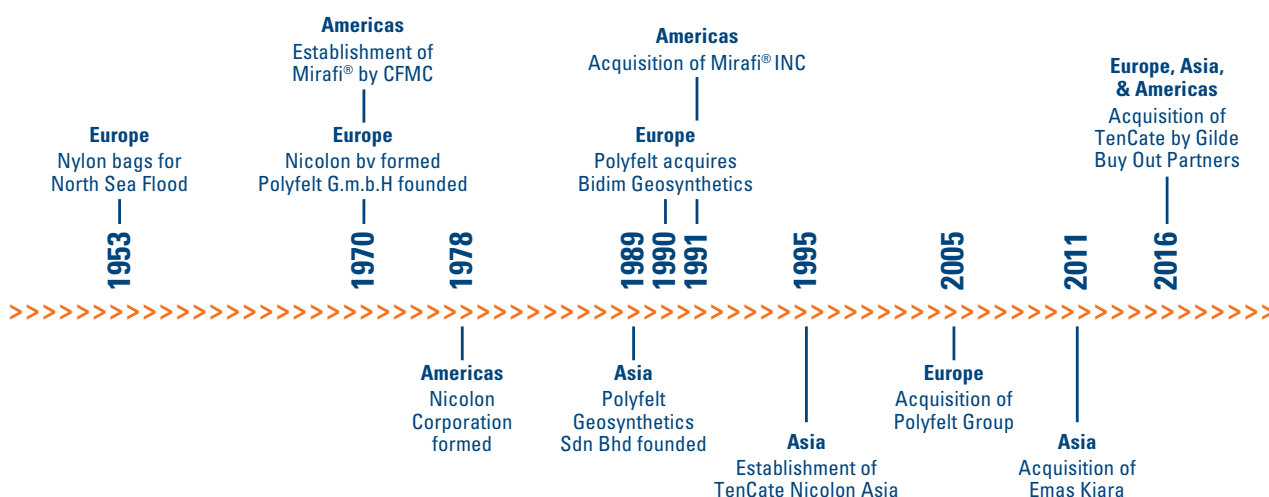 Americas
Establishment of
Mirafi® by CFMC
Americas
Acquisition of Mirafi® INC
Europe, Asia,
& Americas
Acquisition of
TenCate by Gilde
Buy Out Partners
Europe
Nylon bags for
North Sea Flood
Europe
Nicolon bv formed
Polyfelt G.m.b.H founded
Europe
Polyfelt acquires
Bidim Geosynthetics
1953
1970
1978
1989
1990
1991
1995
2005
2011
2016
Americas
Nicolon
Corporation
formed
Asia
Polyfelt
Geosynthetics
Sdn Bhd founded
Asia
Establishment of
TenCate Nicolon Asia
Europe
Acquisition of
Polyfelt Group
Asia
Acquisition of
Emas Kiara